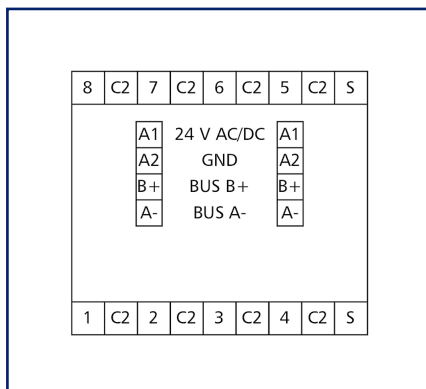 8 C2 7 C2 6 C2 5 C2 S
A1 24 V AC/DC A1
A2 GND A2
B+ BUS B+ B+
A- BUS A- A-
1 C2 2 C2 3 C2 4 C2 S